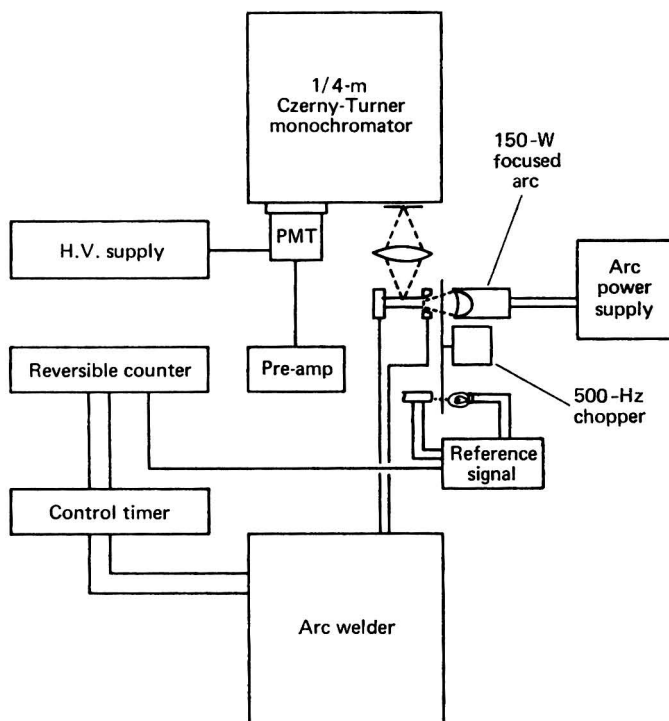 1/4-m
Czerny-Turner
monochromator
150-W
focused
arc
PMT
H.V. supply
Arc
power
supply
Reversible counter
Pre-amp
500-Hz
chopper
Reference
signal
Control timer
Arc welder